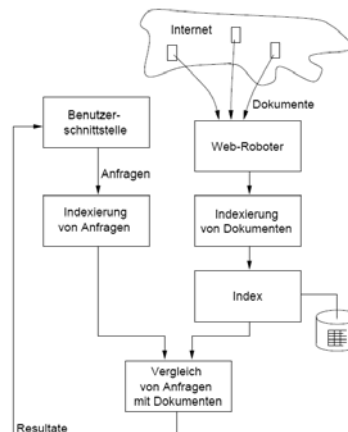 Internet
Dokumente
Benutzer-
schnittstelle
Web-Roboter
Anfragen
Indexierung
von Anfragen
Indexierung
von Dokumenten
Index
Vergleich
von Anfragen
mit Dokumenten
Resultate